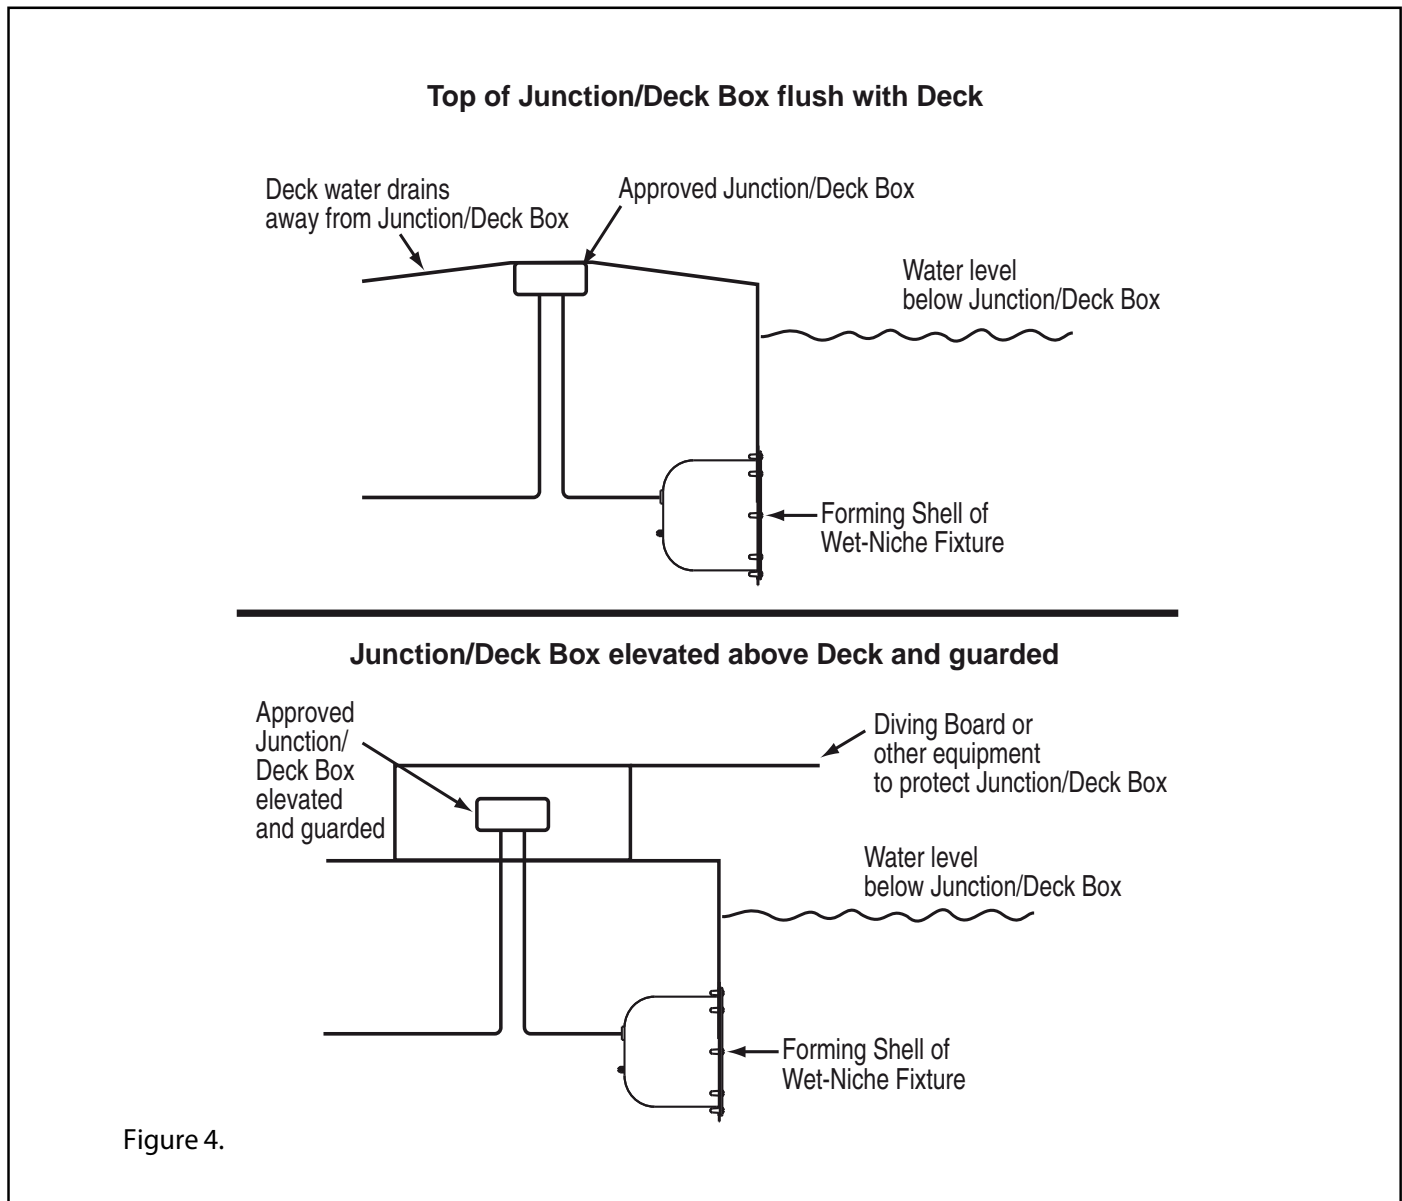 Top of Junction/Deck Box flush with Deck
Deck water drains
away from Junction/Deck Box
Approved Junction/Deck Box
Water level
below Junction/Deck Box
Forming Shell of
Wet-Niche Fixture
Junction/Deck Box elevated above Deck and guarded
Approved
Junction/
Deck Box
elevated
and guarded
Diving Board or
other equipment
to protect Junction/Deck Box
Water level
below Junction/Deck Box
Forming Shell of
Wet-Niche Fixture
Figure 4.